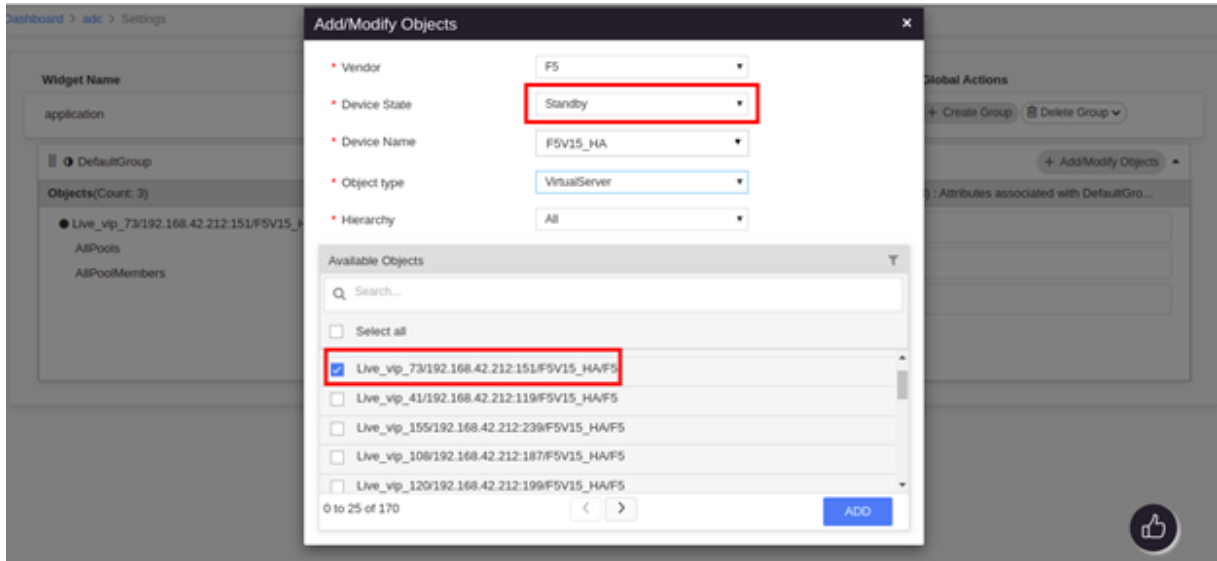 Dashboard > adc > Settings
Add/Modify Objects
×
* Vendor
F5
* Device State
Standby
* Device Name
F5V15_HA
* Object type
VirtualServer
* Hierarchy
All
Available Objects
Search...
Select all
Live_vip_73/192.168.42.212:151/F5V15_HA/F5
Live_vip_41/192.168.42.212:119/F5V15_HA/F5
Live_vip_155/192.168.42.212:239/F5V15_HA/F5
Live_vip_108/192.168.42.212:187/F5V15_HA/F5
Live_vip_120/192.168.42.212:199/F5V15_HA/F5
0 to 25 of 170
< >
ADD
Widget Name
application
DefaultGroup
Objects(Count: 3)
Live_vip_73/192.168.42.212:151/F5V15_H
AllPools
AllPoolMembers
Global Actions
+ Create Group
Delete Group
+ Add/Modify Objects
) : Attributes associated with DefaultGro...